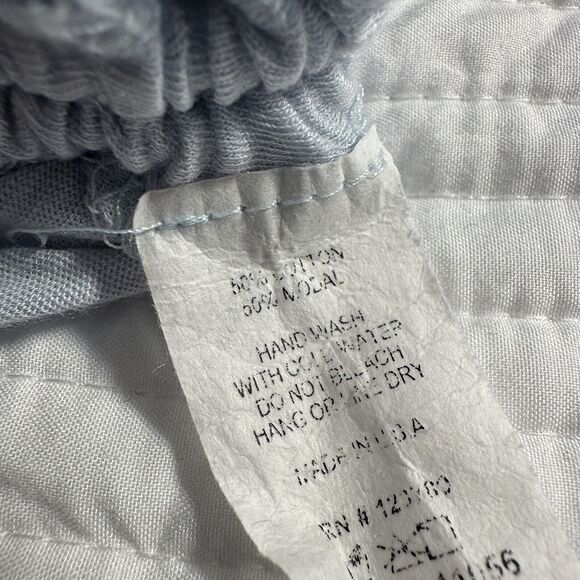 50% COTTON
50% MODAL
HAND WASH
WITH COLD WATER
DO NOT BLEACH
HANG OR LINE DRY
MADE IN U.S.A
RN #